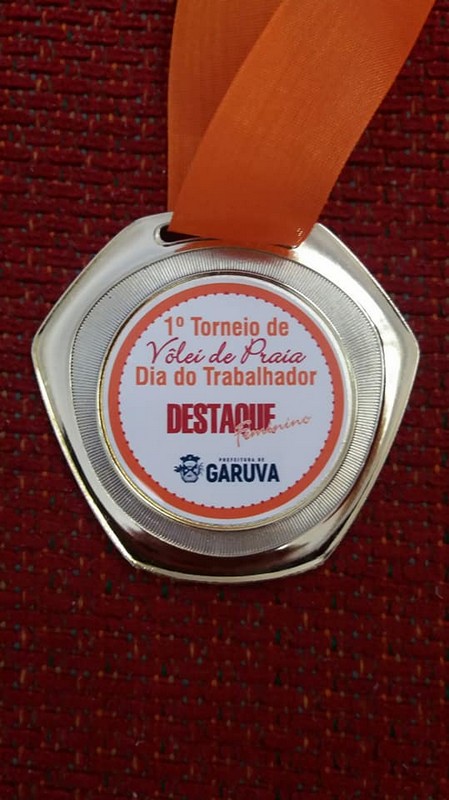 1º Torneio de
Vôlei de Praia
Dia do Trabalhador
DESTAQUE
Feminino
PREFEITURA DE
GARUVA